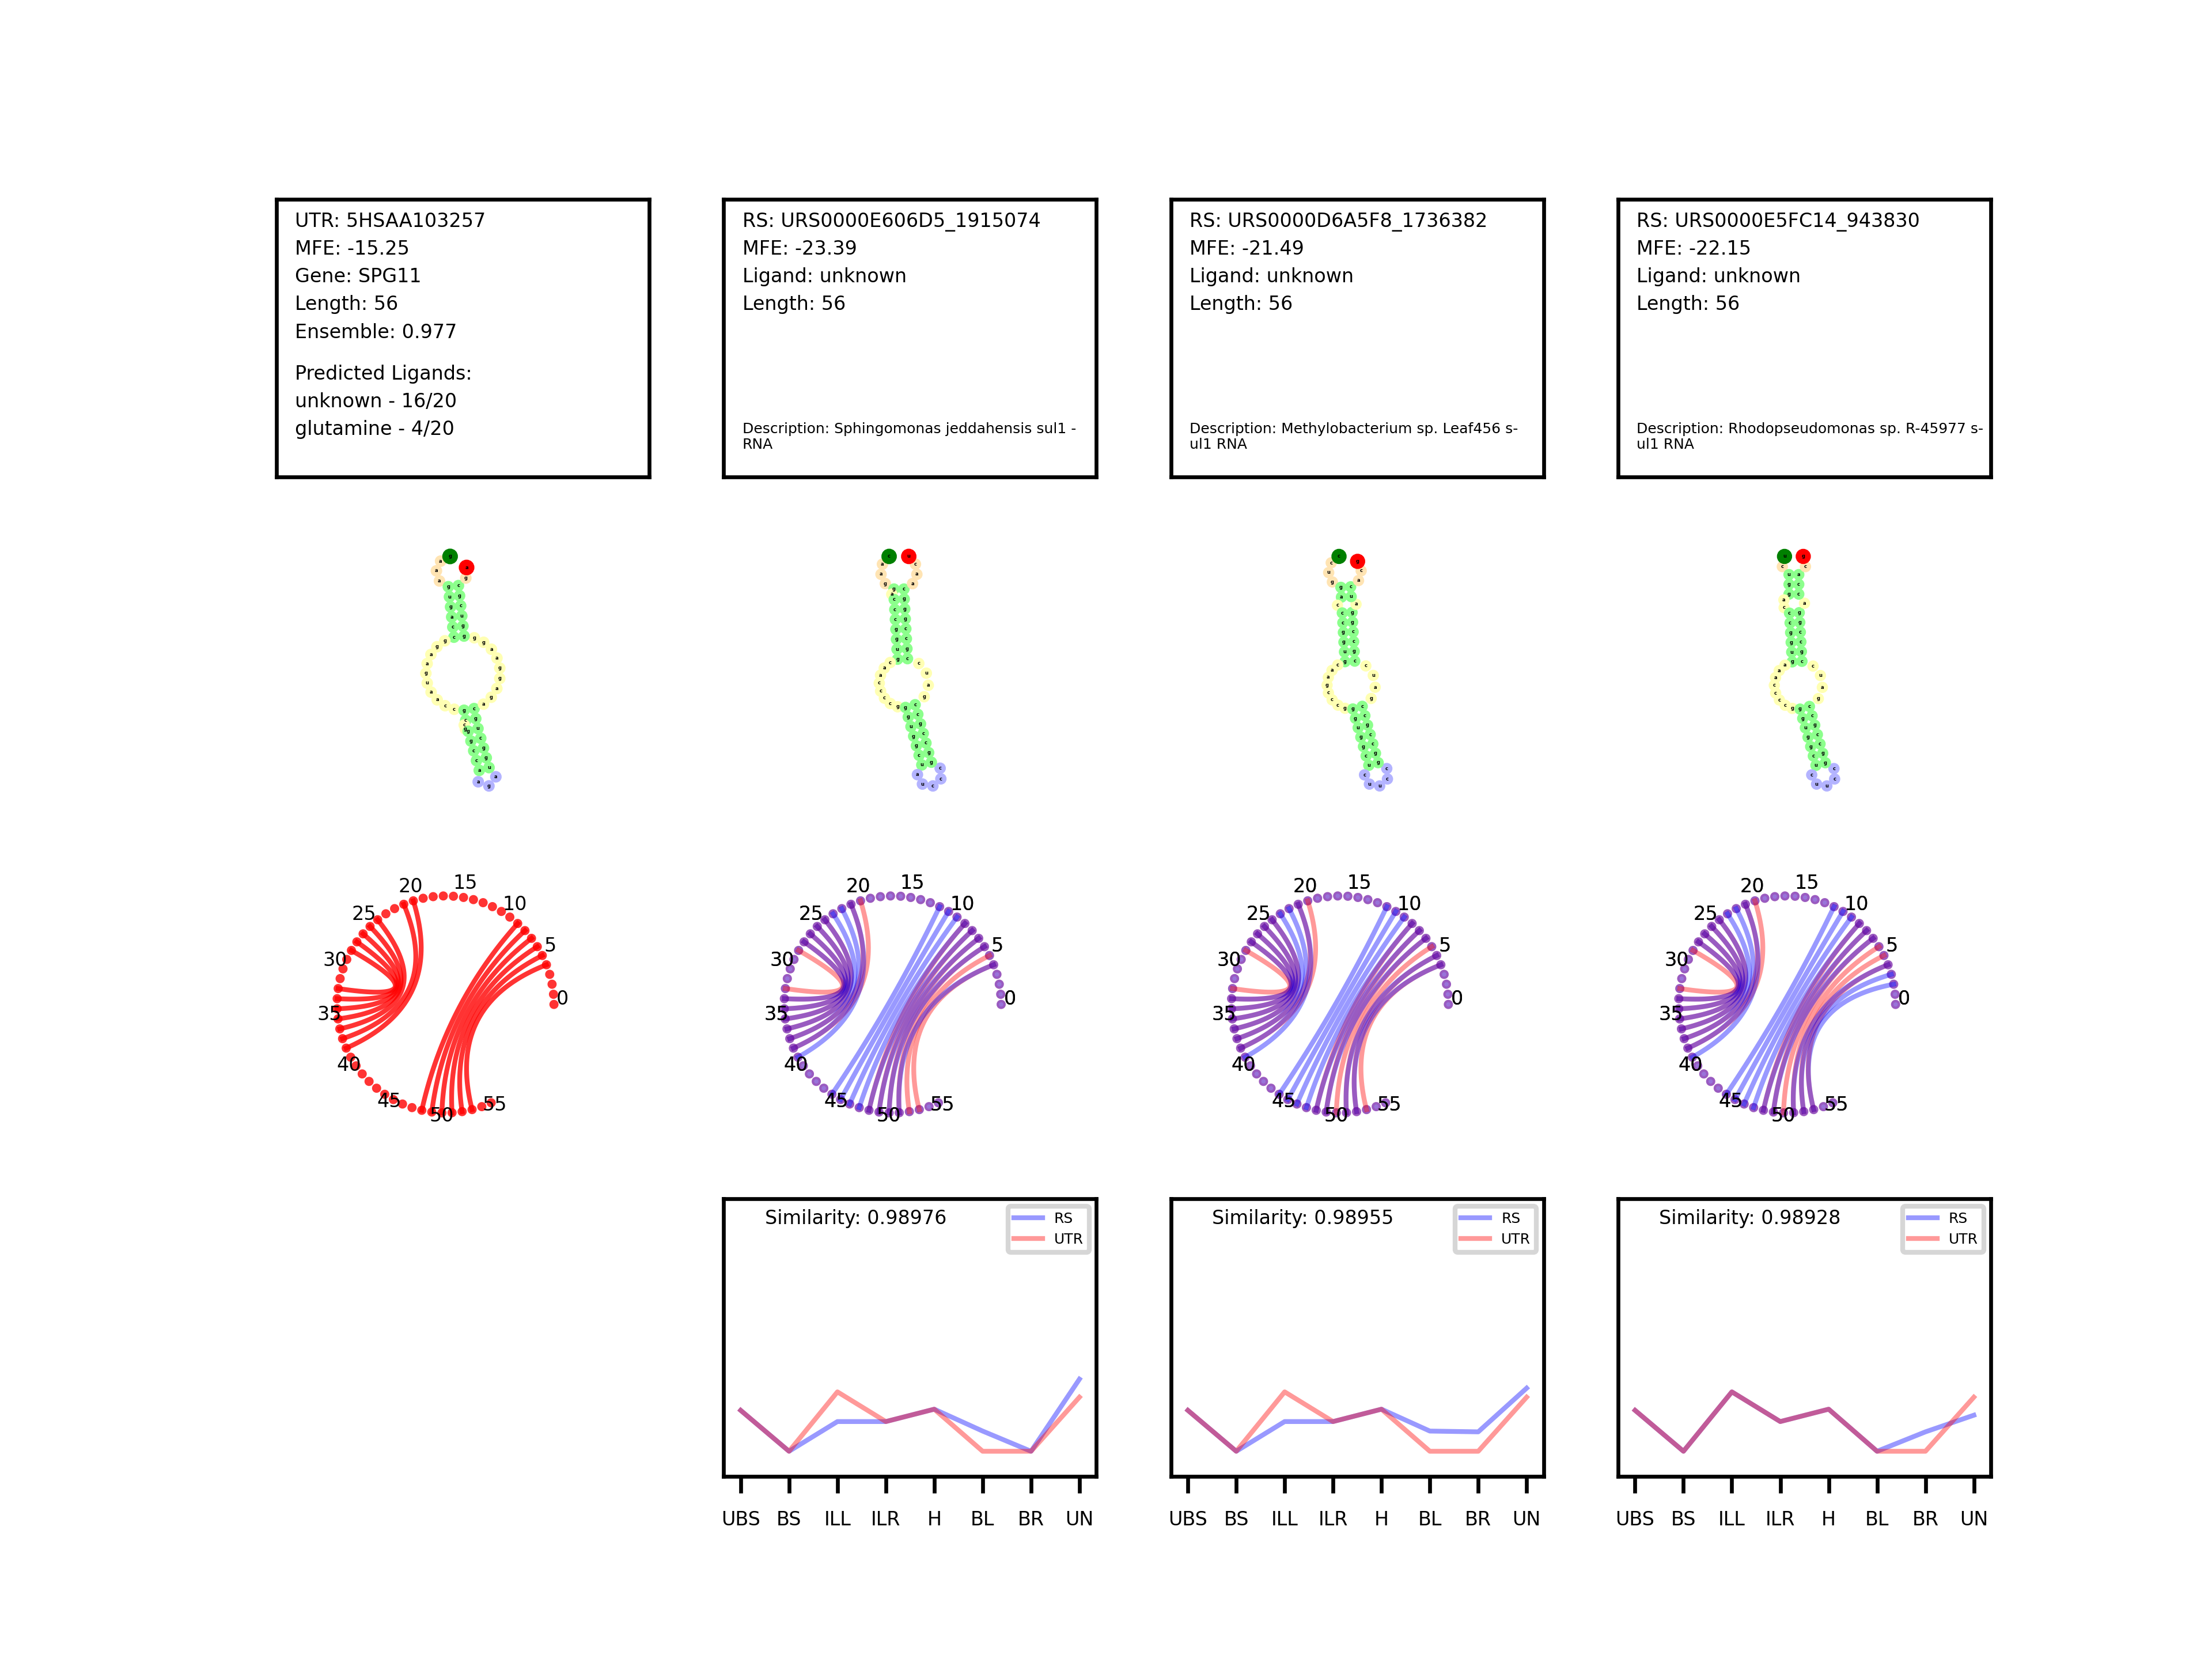 UTR: 5HSAA103257
MFE: -15.25
Gene: SPG11
Length: 56
Ensemble: 0.977
Predicted Ligands:
unknown - 16/20
glutamine - 4/20
RS: URS0000E606D5_1915074
MFE: -23.39
Ligand: unknown
Length: 56
Description: Sphingomonas jeddahensis sul1 -
RNA
RS: URS0000D6A5F8_1736382
MFE: -21.49
Ligand: unknown
Length: 56
Description: Methylobacterium sp. Leaf456 s-
ul1 RNA
RS: URS0000E5FC14_943830
MFE: -22.15
Ligand: unknown
Length: 56
Description: Rhodopseudomonas sp. R-45977 s-
ul1 RNA
0 5 10 15 20 25 30 35 40 45 50 55
0 5 10 15 20 25 30 35 40 45 50 55
0 5 10 15 20 25 30 35 40 45 50 55
0 5 10 15 20 25 30 35 40 45 50 55
Similarity: 0.98976
RS
UTR
UBS BS ILL ILR H BL BR UN
Similarity: 0.98955
RS
UTR
UBS BS ILL ILR H BL BR UN
Similarity: 0.98928
RS
UTR
UBS BS ILL ILR H BL BR UN